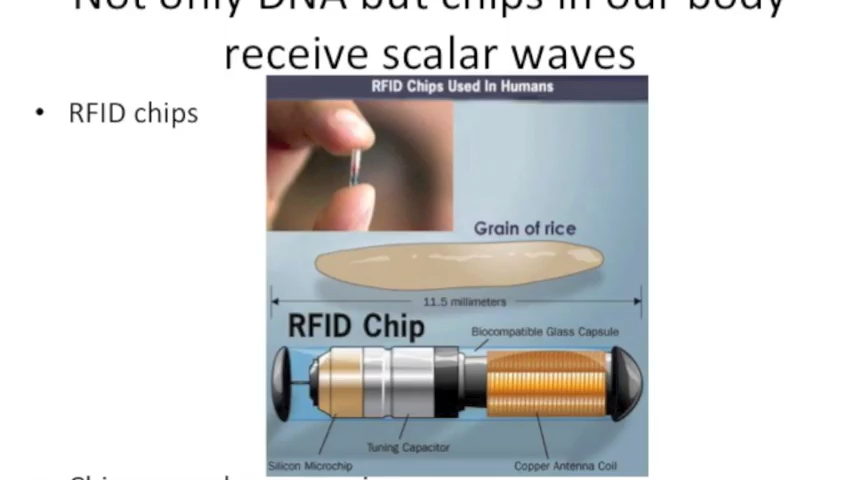 Not only DNA but chips in our body
receive scalar waves
• RFID chips
RFID Chips Used In Humans
Grain of rice
11.5 millimeters
RFID Chip
Biocompatible Glass Capsule
Tuning Capacitor
Silicon Microchip
Copper Antenna Coil